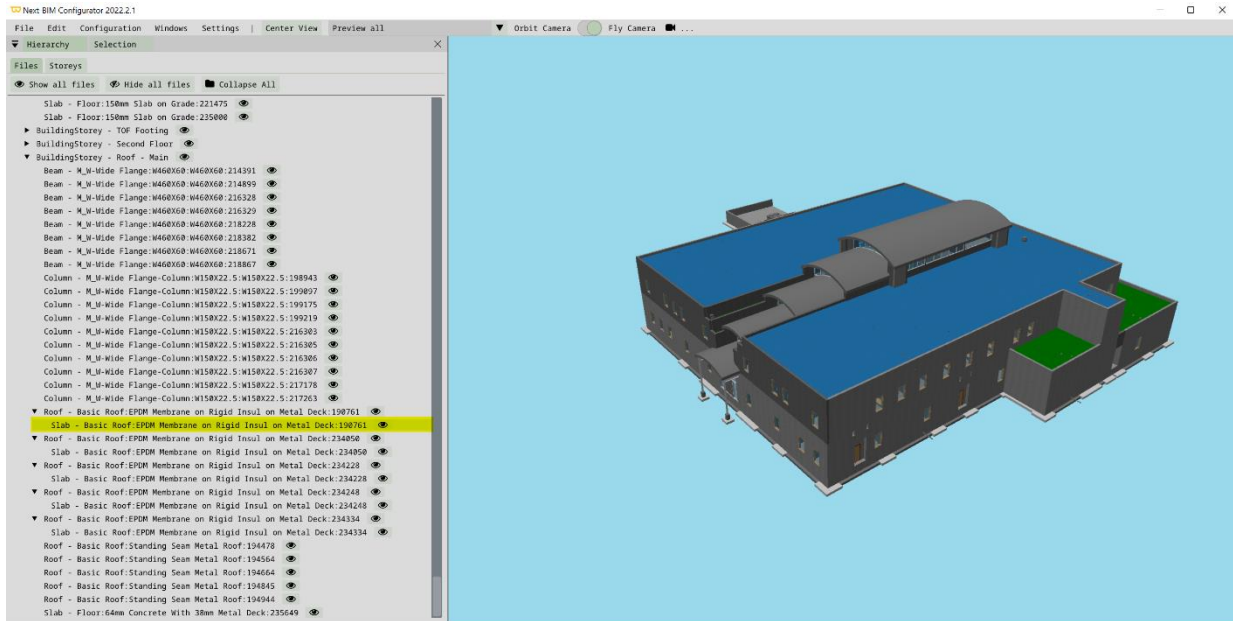 Next BIM Configurator 2022.2.1
File Edit Configuration Windows Settings | Center View Preview all
Orbit Camera Fly Camera ...
Hierarchy Selection
Files Storeys
Show all files Hide all files Collapse All
Slab - Floor:150mm Slab on Grade:221475
Slab - Floor:150mm Slab on Grade:235000
BuildingStorey - TOF Footing
BuildingStorey - Second Floor
BuildingStorey - Roof - Main
Beam - M_W-Wide Flange:W460X60:W460X60:214391
Beam - M_W-Wide Flange:W460X60:W460X60:214899
Beam - M_W-Wide Flange:W460X60:W460X60:216328
Beam - M_W-Wide Flange:W460X60:W460X60:216329
Beam - M_W-Wide Flange:W460X60:W460X60:218228
Beam - M_W-Wide Flange:W460X60:W460X60:218382
Beam - M_W-Wide Flange:W460X60:W460X60:218671
Beam - M_W-Wide Flange:W460X60:W460X60:218867
Column - M_W-Wide Flange-Column:W150X22.5:W150X22.5:198943
Column - M_W-Wide Flange-Column:W150X22.5:W150X22.5:199097
Column - M_W-Wide Flange-Column:W150X22.5:W150X22.5:199175
Column - M_W-Wide Flange-Column:W150X22.5:W150X22.5:199219
Column - M_W-Wide Flange-Column:W150X22.5:W150X22.5:216303
Column - M_W-Wide Flange-Column:W150X22.5:W150X22.5:216305
Column - M_W-Wide Flange-Column:W150X22.5:W150X22.5:216306
Column - M_W-Wide Flange-Column:W150X22.5:W150X22.5:216307
Column - M_W-Wide Flange-Column:W150X22.5:W150X22.5:217178
Column - M_W-Wide Flange-Column:W150X22.5:W150X22.5:217263
Roof - Basic Roof:EPDM Membrane on Rigid Insul on Metal Deck:190761
Slab - Basic Roof:EPDM Membrane on Rigid Insul on Metal Deck:190761
Roof - Basic Roof:EPDM Membrane on Rigid Insul on Metal Deck:234050
Slab - Basic Roof:EPDM Membrane on Rigid Insul on Metal Deck:234050
Roof - Basic Roof:EPDM Membrane on Rigid Insul on Metal Deck:234228
Slab - Basic Roof:EPDM Membrane on Rigid Insul on Metal Deck:234228
Roof - Basic Roof:EPDM Membrane on Rigid Insul on Metal Deck:234248
Slab - Basic Roof:EPDM Membrane on Rigid Insul on Metal Deck:234248
Roof - Basic Roof:EPDM Membrane on Rigid Insul on Metal Deck:234334
Slab - Basic Roof:EPDM Membrane on Rigid Insul on Metal Deck:234334
Roof - Basic Roof:Standing Seam Metal Roof:194478
Roof - Basic Roof:Standing Seam Metal Roof:194564
Roof - Basic Roof:Standing Seam Metal Roof:194664
Roof - Basic Roof:Standing Seam Metal Roof:194845
Roof - Basic Roof:Standing Seam Metal Roof:194944
Slab - Floor:64mm Concrete With 38mm Metal Deck:235649